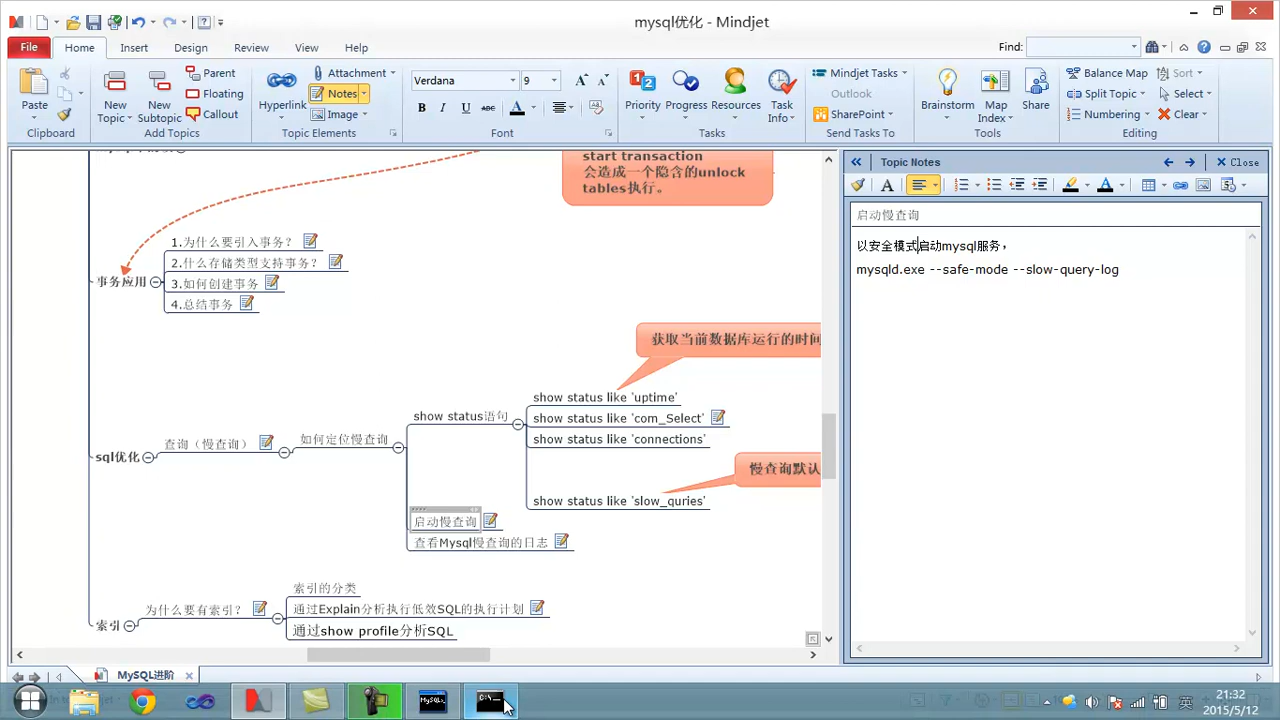 mysql优化 - Mindjet
File
Home
Insert
Design
Review
View
Help
Find:
Paste
New Topic
New Subtopic
Parent
Floating
Callout
Add Topics
Hyperlink
Attachment
Notes
Image
Topic Elements
Verdana
9
B I U abc A
Font
Priority
Progress
Resources
Task Info
Tasks
Mindjet Tasks
Outlook
SharePoint
Send Tasks To
Brainstorm
Map Index
Share
Tools
Balance Map
Split Topic
Numbering
Sort
Select
Clear
Editing
start transaction
会造成一个隐含的unlock
tables执行。
事务应用
1.为什么要引入事务？
2.什么存储类型支持事务？
3.如何创建事务
4.总结事务
获取当前数据库运行的时间
show status语句
show status like 'uptime'
show status like 'com_Select'
show status like 'connections'
慢查询默认
show status like 'slow_quries'
sql优化
查询（慢查询）
如何定位慢查询
启动慢查询
查看Mysql慢查询的日志
索引
为什么要有索引？
索引的分类
通过Explain分析执行低效SQL的执行计划
通过show profile分析SQL
Topic Notes
Close
启动慢查询
以安全模式启动mysql服务，
mysqld.exe --safe-mode --slow-query-log
MySQL进阶
MySQL
C:\
英
21:32
2015/5/12